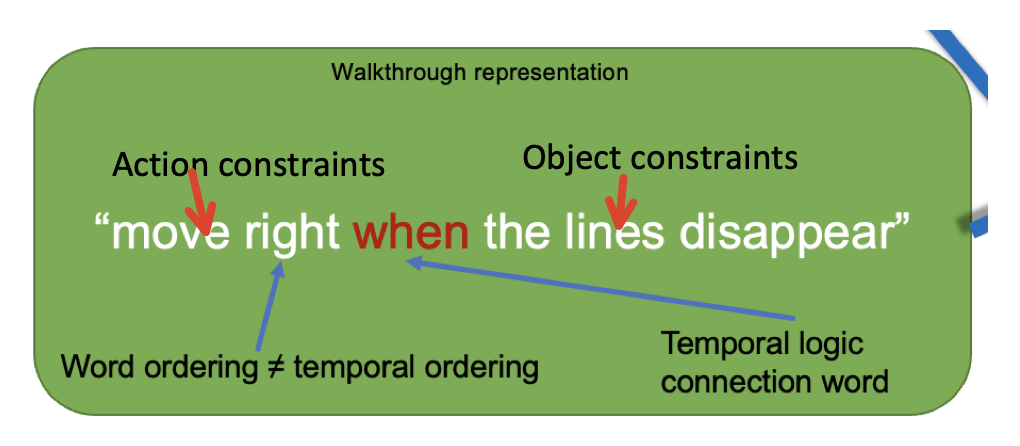 Walkthrough representation
Action constraints
Object constraints
“move right when the lines disappear”
Word ordering ≠ temporal ordering
Temporal logic
connection word